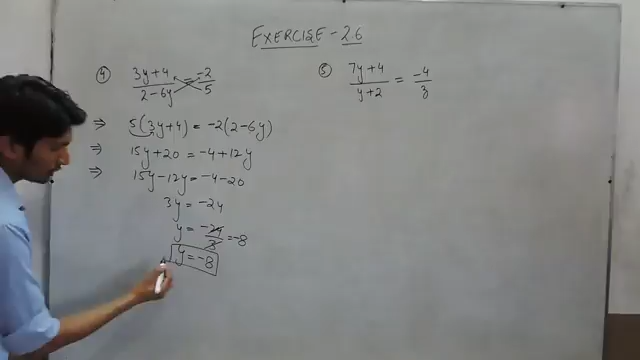 EXERCISE-2.6
4) (3y+4)/(2-6y) = -2/5
⇒ 5(3y+4) = -2(2-6y)
⇒ 15y+20 = -4+12y
⇒ 15y-12y = -4-20
3y = -24
y = -24/3 = -8
y = -8
5) (7y+4)/(y+2) = -4/3